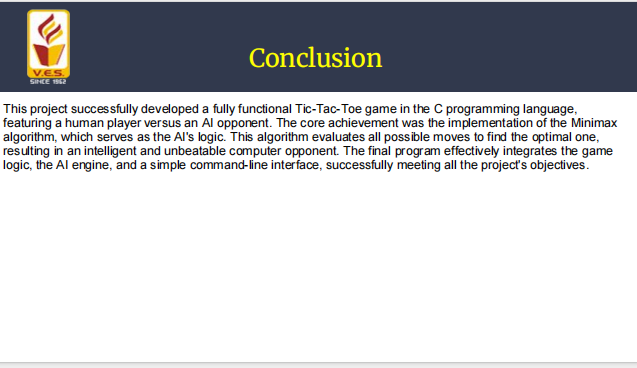 V.E.S.
SINCE 1962
Conclusion
This project successfully developed a fully functional Tic-Tac-Toe game in the C programming language,
featuring a human player versus an AI opponent. The core achievement was the implementation of the Minimax
algorithm, which serves as the AI's logic. This algorithm evaluates all possible moves to find the optimal one,
resulting in an intelligent and unbeatable computer opponent. The final program effectively integrates the game
logic, the AI engine, and a simple command-line interface, successfully meeting all the project's objectives.